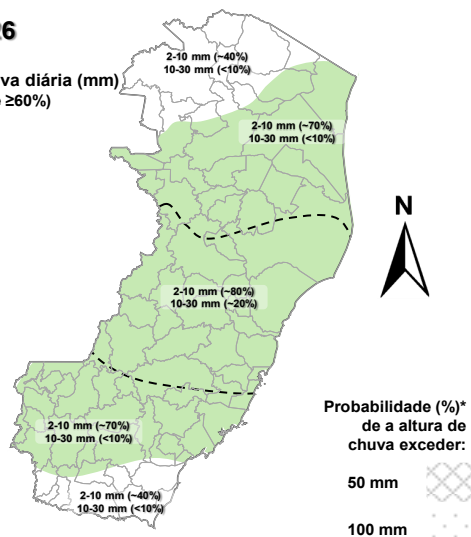 26
va diária (mm)
≥60%)
2-10 mm (~40%)
10-30 mm (<10%)
2-10 mm (~70%)
10-30 mm (<10%)
N
2-10 mm (~80%)
10-30 mm (~20%)
2-10 mm (~70%)
10-30 mm (<10%)
2-10 mm (~40%)
10-30 mm (<10%)
Probabilidade (%)*
de a altura de
chuva exceder:
50 mm
100 mm